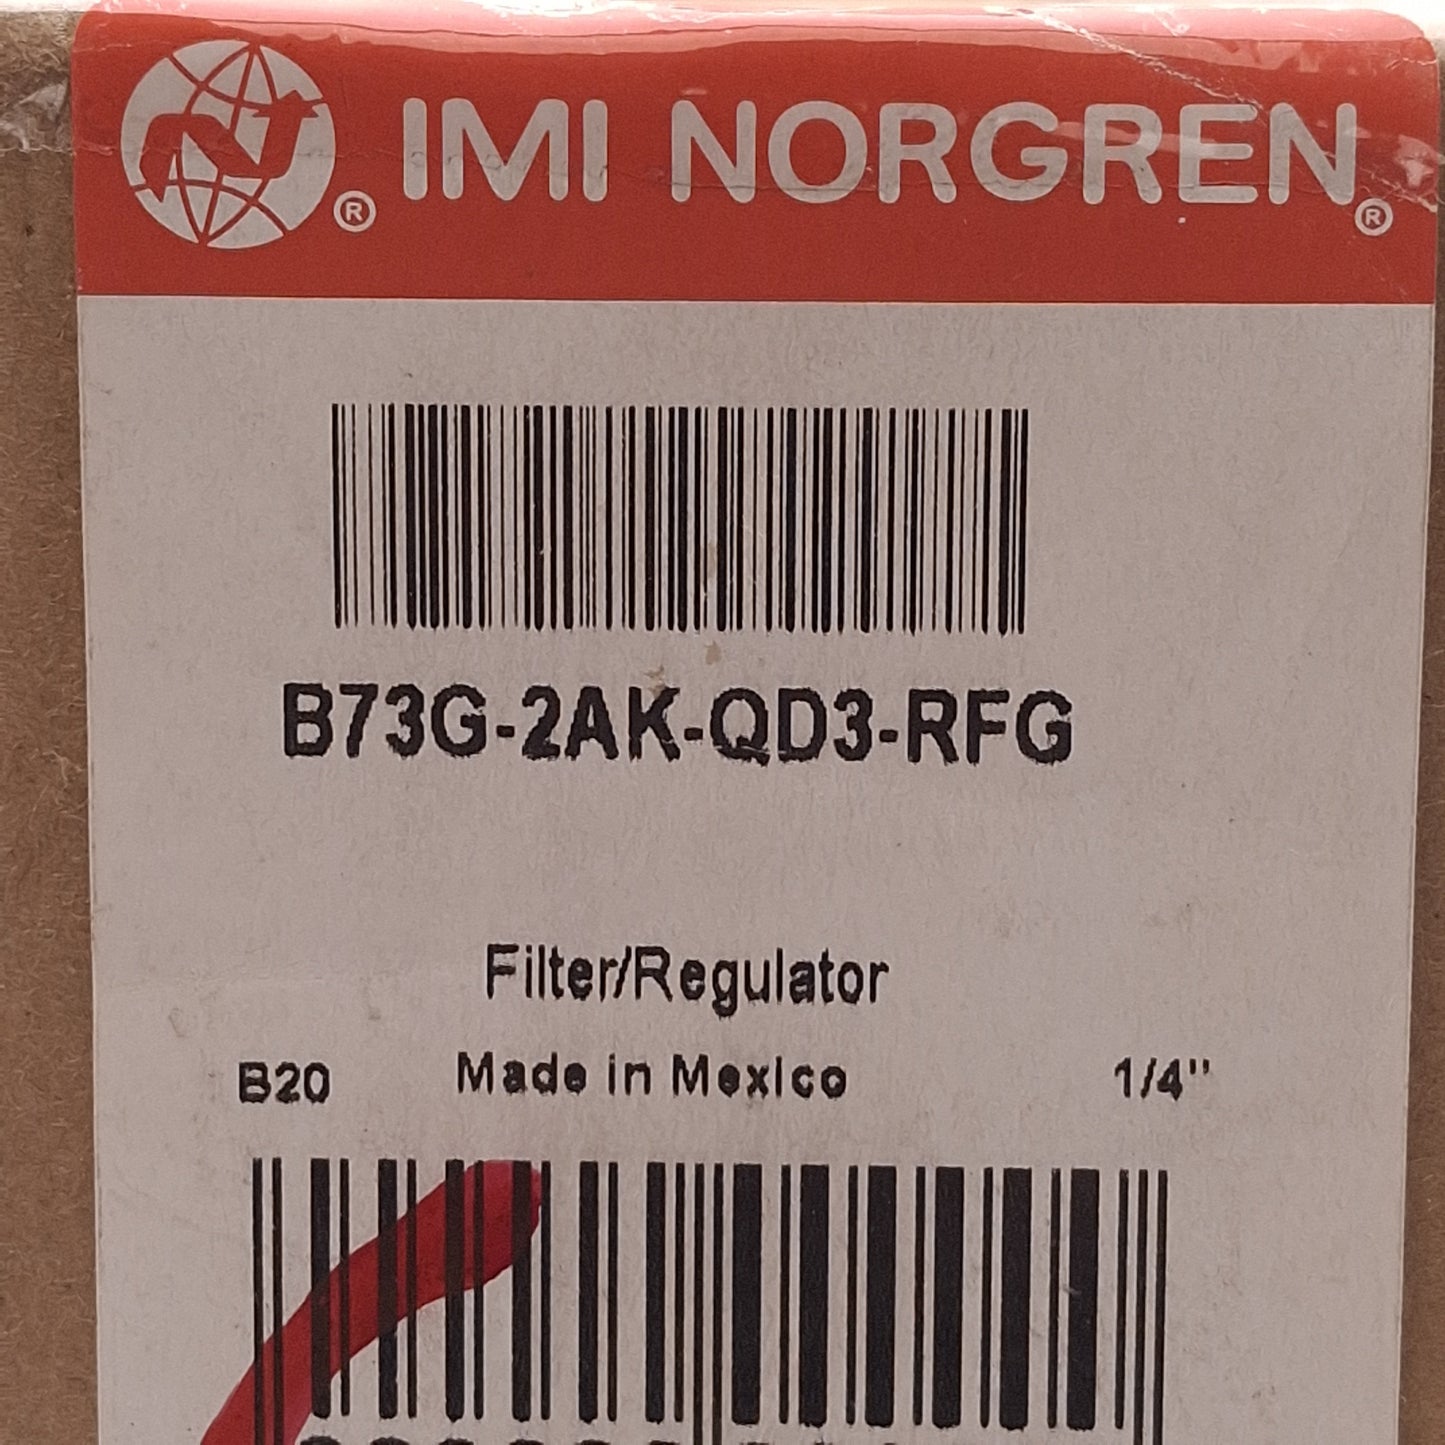 ® IMI NORGREN®
B73G-2AK-QD3-RFG
Filter/Regulator
B20 Made in Mexico 1/4"